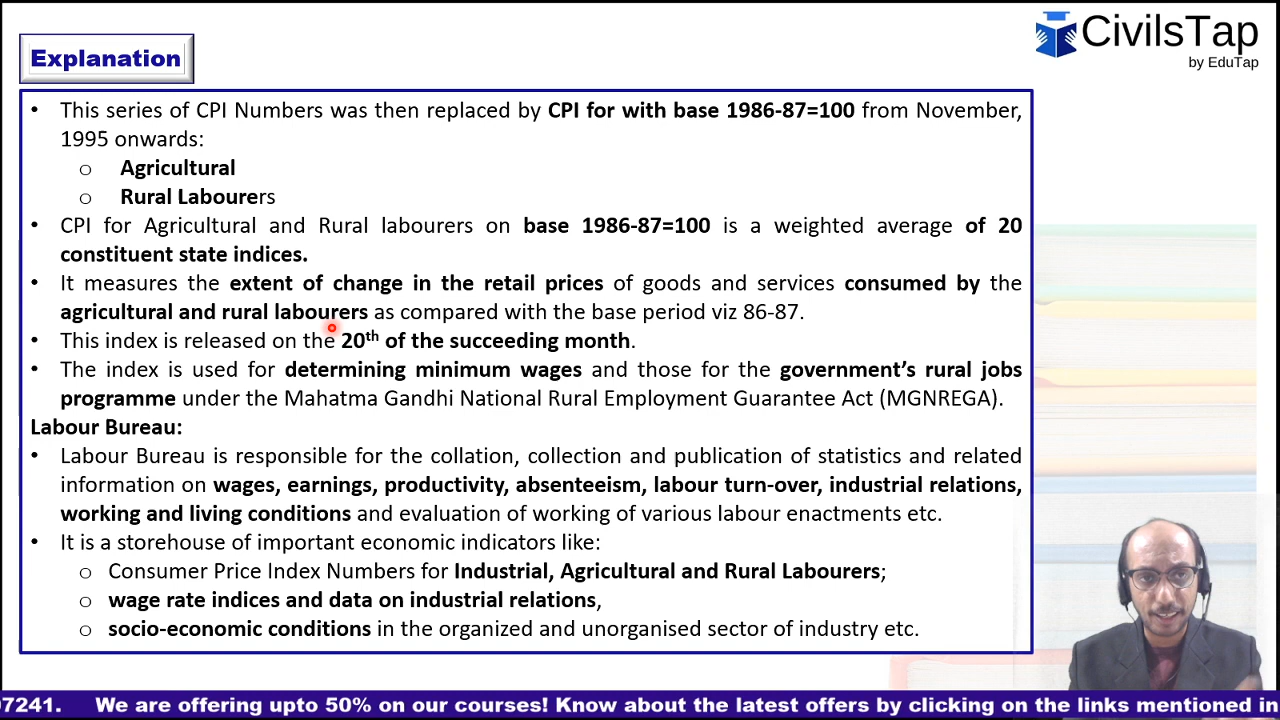 CivilsTap
by EduTap
Explanation
• This series of CPI Numbers was then replaced by CPI for with base 1986-87=100 from November,
1995 onwards:
o Agricultural
o Rural Labourers
• CPI for Agricultural and Rural labourers on base 1986-87=100 is a weighted average of 20
constituent state indices.
• It measures the extent of change in the retail prices of goods and services consumed by the
agricultural and rural labourers as compared with the base period viz 86-87.
• This index is released on the 20th of the succeeding month.
• The index is used for determining minimum wages and those for the government’s rural jobs
programme under the Mahatma Gandhi National Rural Employment Guarantee Act (MGNREGA).
Labour Bureau:
• Labour Bureau is responsible for the collation, collection and publication of statistics and related
information on wages, earnings, productivity, absenteeism, labour turn-over, industrial relations,
working and living conditions and evaluation of working of various labour enactments etc.
• It is a storehouse of important economic indicators like:
o Consumer Price Index Numbers for Industrial, Agricultural and Rural Labourers;
o wage rate indices and data on industrial relations,
o socio-economic conditions in the organized and unorganised sector of industry etc.
97241. We are offering upto 50% on our courses! Know about the latest offers by clicking on the links mentioned in